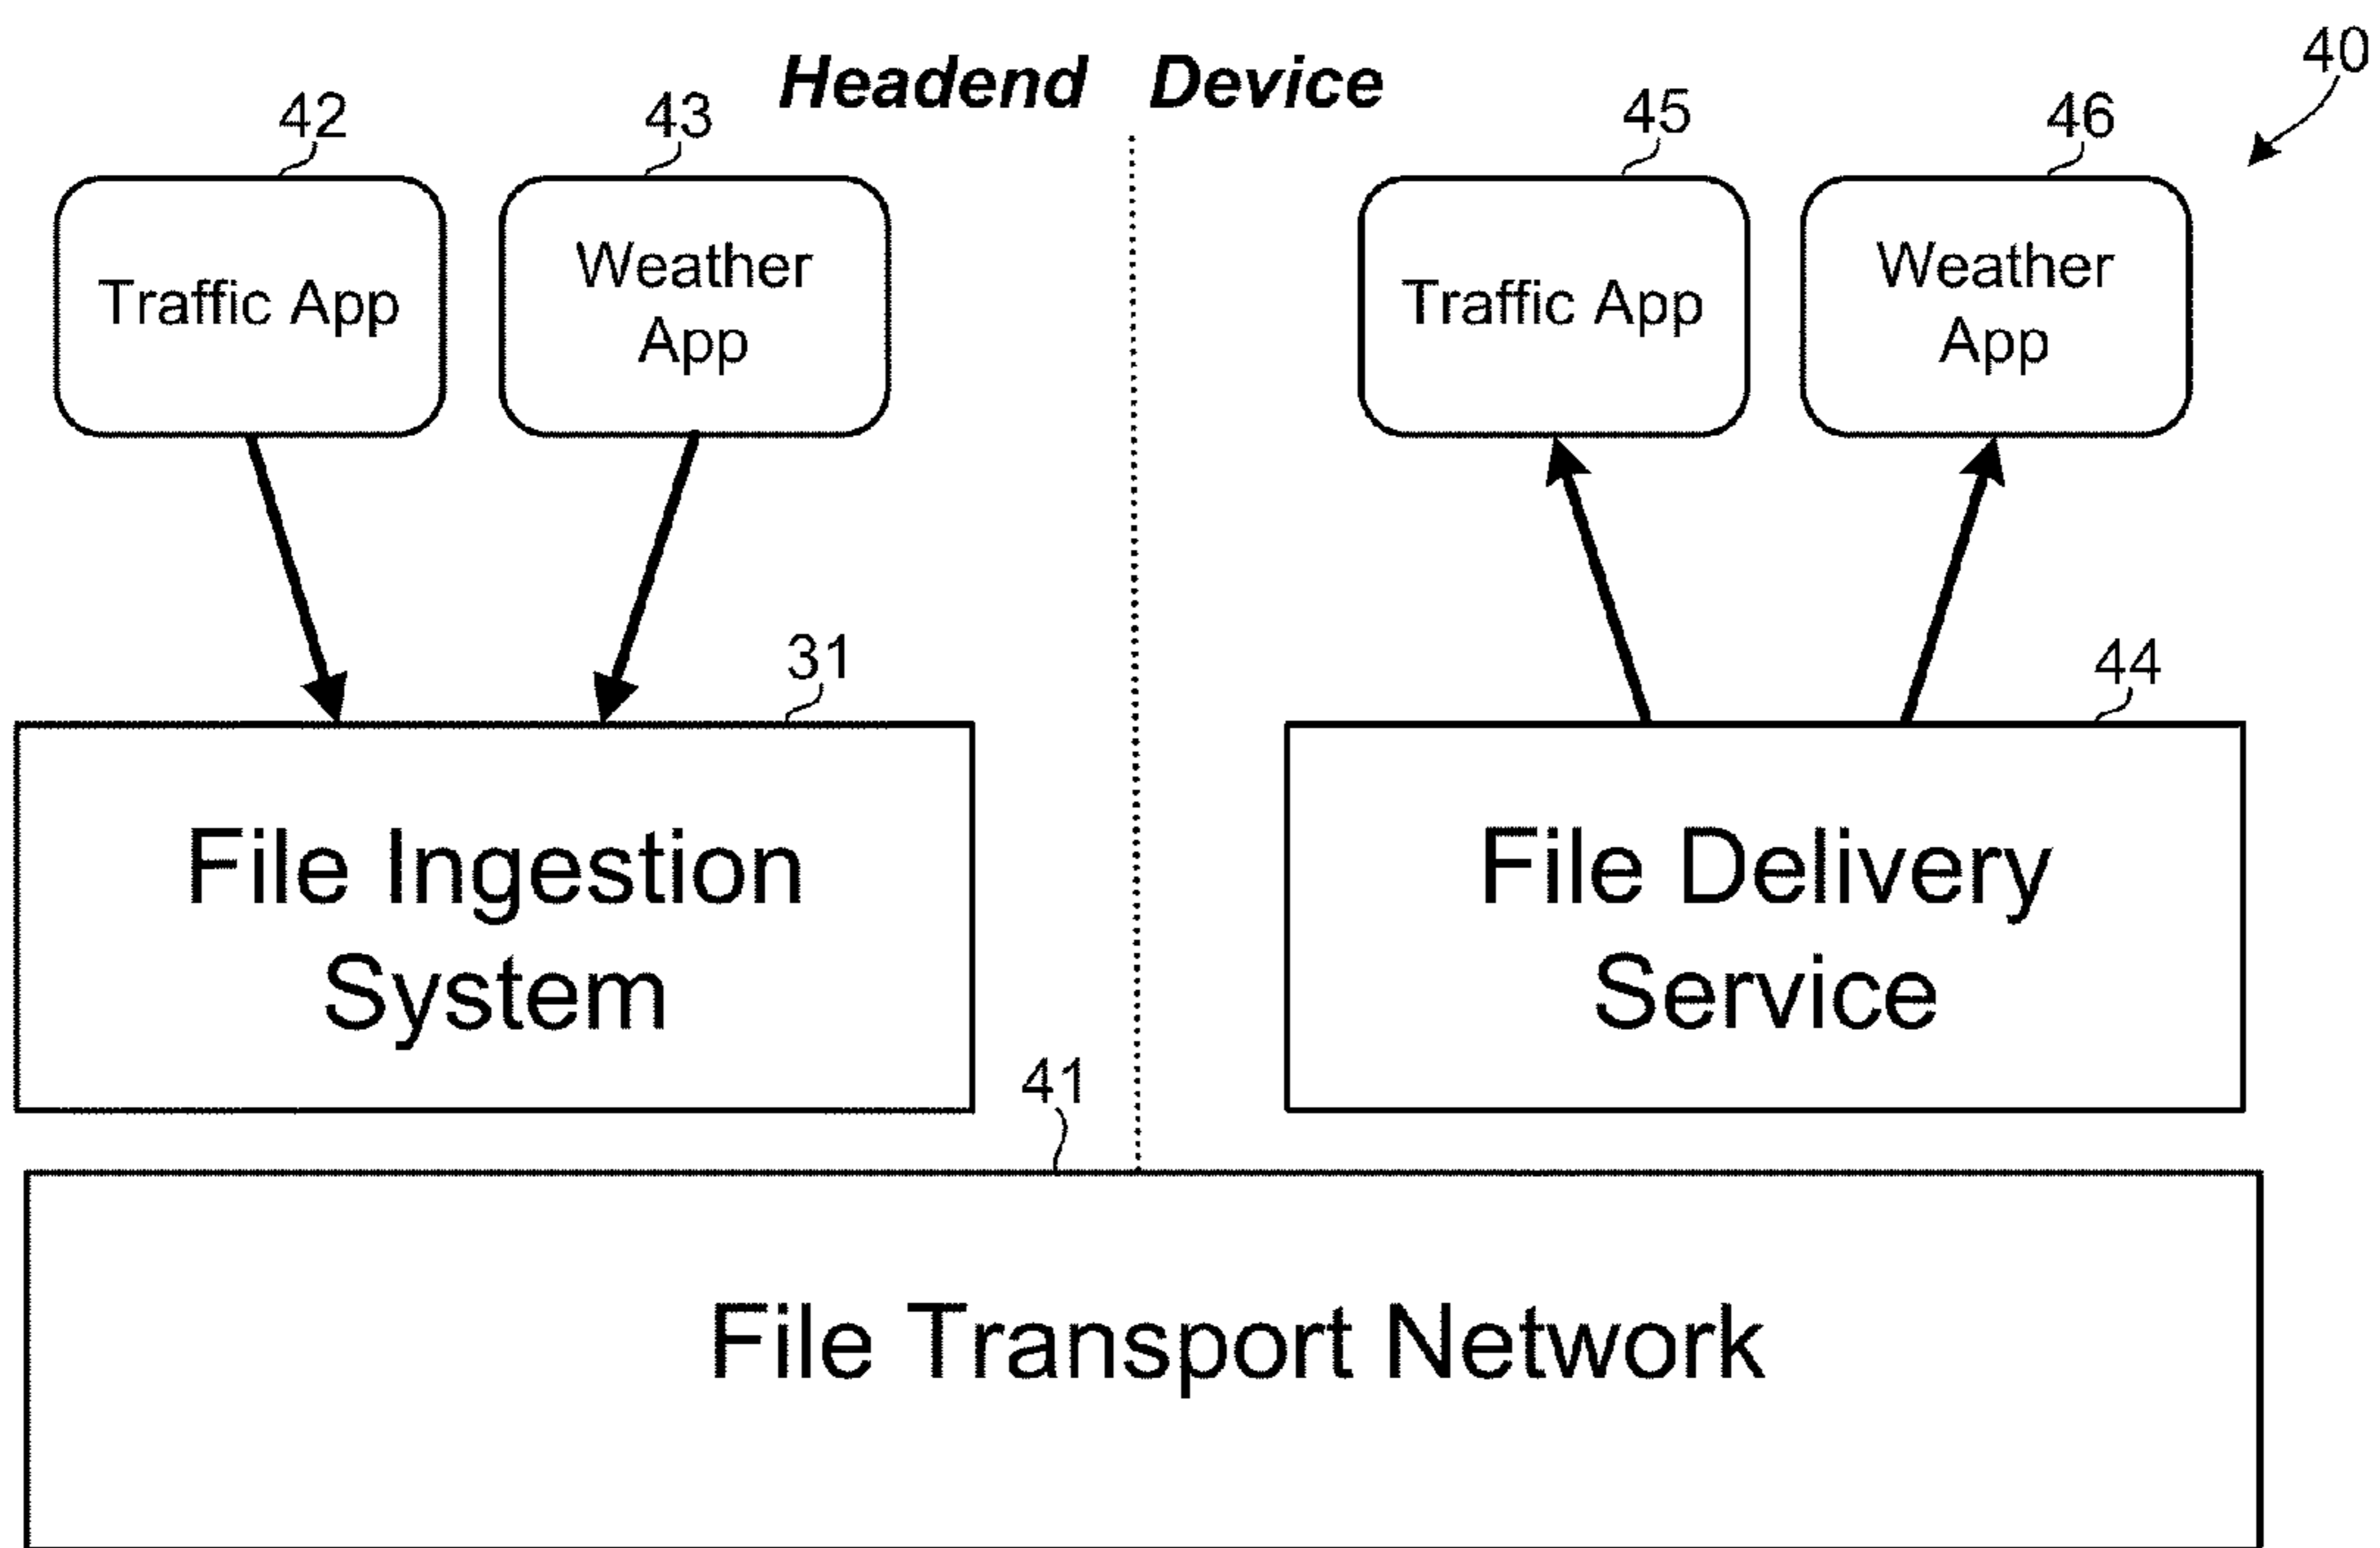 Headend Device
40
42
43
45
46
Traffic App
Weather
App
Traffic App
Weather
App
31
44
File Ingestion
System
File Delivery
Service
41
File Transport Network